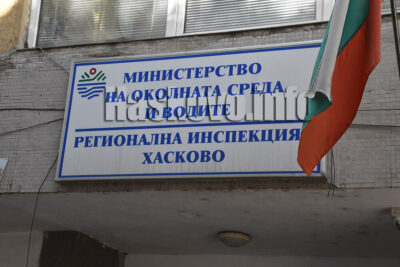 МИНИСТЕРСТВО
НА ОКОЛНАТА СРЕДА
И ВОДИТЕ
haskovo.info
РЕГИОНАЛНА ИНСПЕКЦИЯ
ХАСКОВО